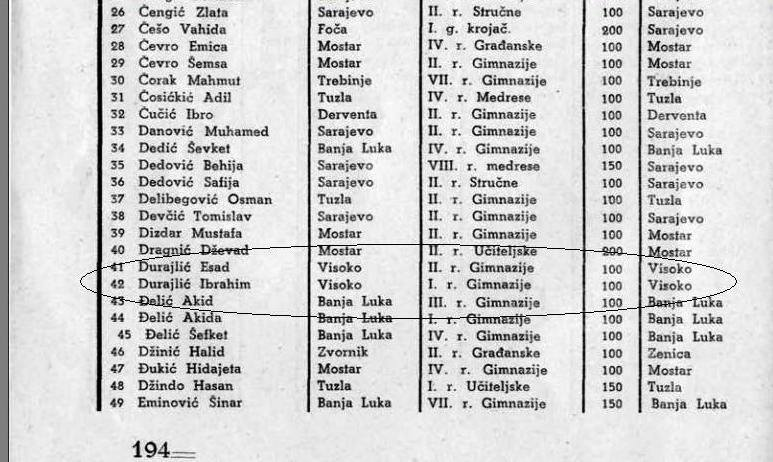 26 Čengić Zlata Sarajevo II. r. Stručne 100 Sarajevo
27 Češo Vahida Foča I. g. krojač. 200 Sarajevo
28 Čevro Emica Mostar IV. r. Građanske 100 Mostar
29 Čevro Šemsa Mostar II. r. Gimnazije 100 Mostar
30 Čorak Mahmut Trebinje VII. r. Gimnazije 100 Trebinje
31 Čosićkić Adil Tuzla IV. r. Medrese 100 Tuzla
32 Čučić Ibro Derventa II. r. Gimnazije 100 Derventa
33 Danović Muhamed Sarajevo II. r. Gimnazije 100 Sarajevo
34 Dedić Ševket Banja Luka IV. r. Gimnazije 100 Banja Luka
35 Dedović Behija Sarajevo VIII. r. medrese 150 Sarajevo
36 Dedović Safija Sarajevo II. r. Stručne 100 Sarajevo
37 Delibegović Osman Tuzla II. r. Gimnazije 100 Tuzla
38 Devčić Tomislav Sarajevo II. r. Gimnazije 100 Sarajevo
39 Dizdar Mustafa Mostar II. r. Gimnazije 100 Mostar
40 Dragnić Dževad Mostar II. r. Učiteljske 200 Mostar
41 Durajlić Esad Visoko II. r. Gimnazije 100 Visoko
42 Durajlić Ibrahim Visoko I. r. Gimnazije 100 Visoko
43 Đelić Akid Banja Luka III. r. Gimnazije 100 Banja Luka
44 Đelić Akida Banja Luka I. r. Gimnazije 100 Banja Luka
45 Đelić Šefket Banja Luka IV. r. Gimnazije 100 Banja Luka
46 Džinić Halid Zvornik II. r. Građanske 100 Zenica
47 Đukić Hidajeta Mostar IV. r. Gimnazije 100 Mostar
48 Džindo Hasan Tuzla I. r. Učiteljske 150 Tuzla
49 Eminović Šinar Banja Luka VII. r. Gimnazije 150 Banja Luka
194